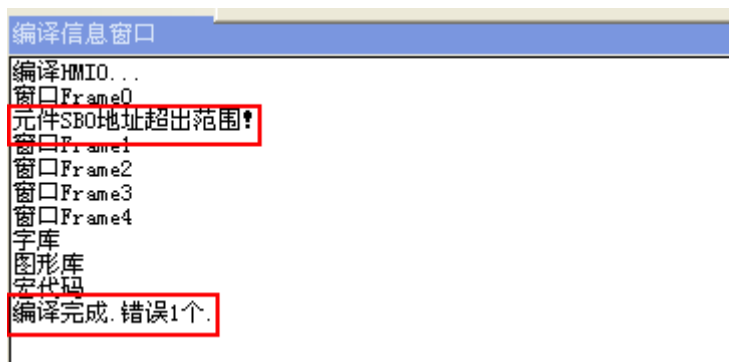 编译信息窗口
编译HMI0...
窗口Frame0
元件SB0地址超出范围!
窗口Frame1
窗口Frame2
窗口Frame3
窗口Frame4
字库
图形库
宏代码
编译完成.错误1个.